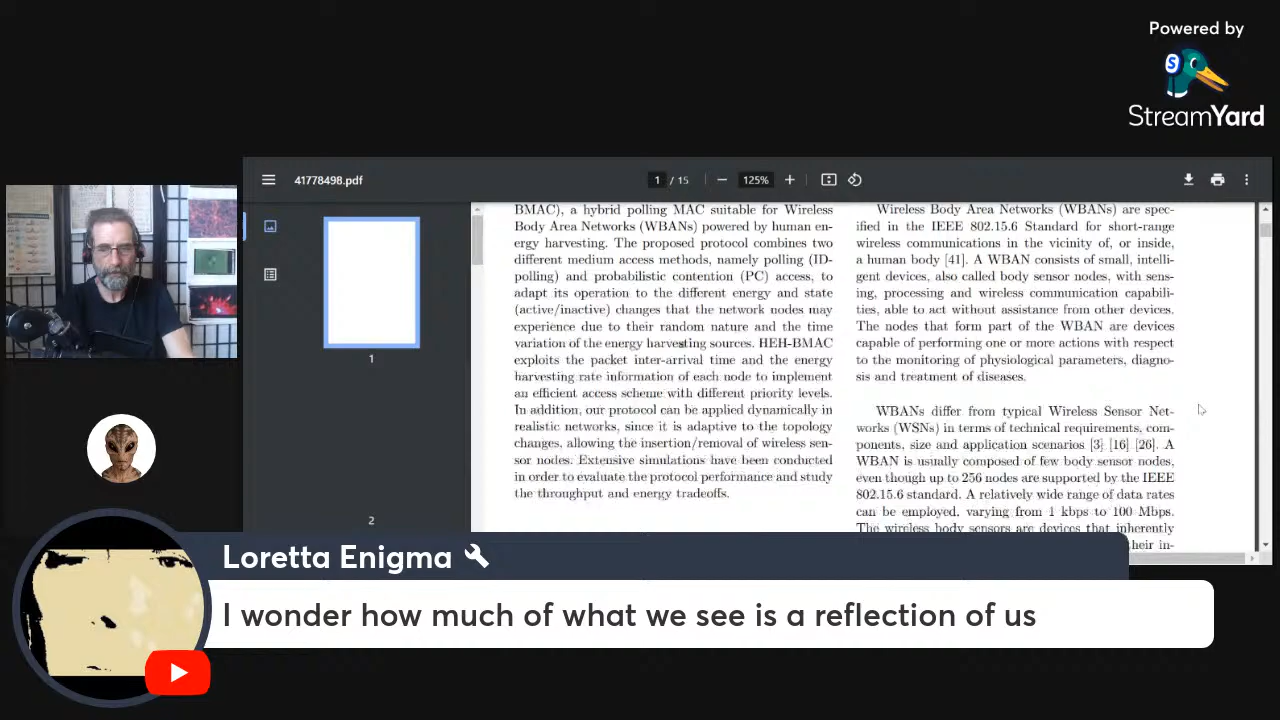 Powered by
S
StreamYard
41778498.pdf
1 / 15
125%
BMAC), a hybrid polling MAC suitable for Wireless
Body Area Networks (WBANs) powered by human en-
ergy harvesting. The proposed protocol combines two
different medium access methods, namely polling (ID-
polling) and probabilistic contention (PC) access, to
adapt its operation to the different energy and state
(active/inactive) changes that the network nodes may
experience due to their random nature and the time
variation of the energy harvesting sources. HEH-BMAC
exploits the packet inter-arrival time and the energy
harvesting rate information of each node to implement
an efficient access scheme with different priority levels.
In addition, our protocol can be applied dynamically in
realistic networks, since it is adaptive to the topology
changes, allowing the insertion/removal of wireless sen-
sor nodes. Extensive simulations have been conducted
in order to evaluate the protocol performance and study
the throughput and energy tradeoffs.
Wireless Body Area Networks (WBANs) are spec-
ified in the IEEE 802.15.6 Standard for short-range
wireless communications in the vicinity of, or inside,
a human body [41]. A WBAN consists of small, intelli-
gent devices, also called body sensor nodes, with sens-
ing, processing and wireless communication capabili-
ties, able to act without assistance from other devices.
The nodes that form part of the WBAN are devices
capable of performing one or more actions with respect
to the monitoring of physiological parameters, diagno-
sis and treatment of diseases.
WBANs differ from typical Wireless Sensor Net-
works (WSNs) in terms of technical requirements, com-
ponents, size and application scenarios [3] [16] [26]. A
WBAN is usually composed of few body sensor nodes,
even though up to 256 nodes are supported by the IEEE
802.15.6 standard. A relatively wide range of data rates
can be employed, varying from 1 kbps to 100 Mbps.
The wireless body sensors are devices that inherently
their in-
1
2
Loretta Enigma
I wonder how much of what we see is a reflection of us